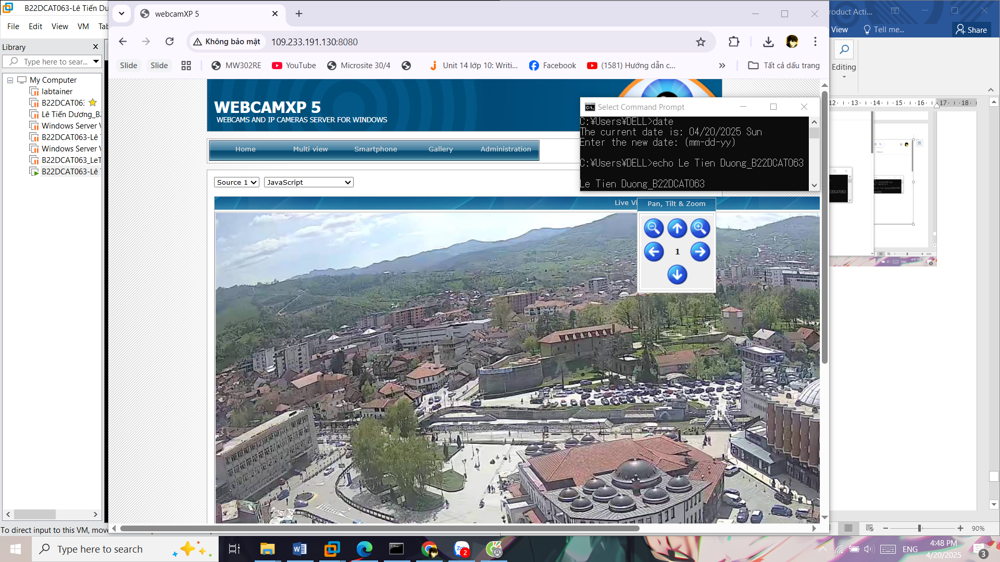 B22DCAT063-Lê Tiến Dư
File Edit View VM Tab
Library
Type here to sear...
My Computer
labtainer
B22DCAT063
Lê Tiến Dương_B2
Windows Server V
B22DCAT063-Lê T
Windows Server V
B22DCAT063_LeT
B22DCAT063-Lê T
To direct input to this VM, move
webcamXP 5
Không bảo mật
109.233.191.130:8080
Slide
Slide
MW302RE
YouTube
Microsite 30/4
Unit 14 lớp 10: Writi...
Facebook
(1581) Hướng dẫn c...
»
Tất cả dấu trang
WEBCAMXP 5
WEBCAMS AND IP CAMERAS SERVER FOR WINDOWS
Home
Multi view
Smartphone
Gallery
Administration
Source 1
JavaScript
Live Vi
Pan, Tilt & Zoom
1
Select Command Prompt
C:¥Users¥DELL>date
The current date is: 04/20/2025 Sun
Enter the new date: (mm-dd-yy)
C:¥Users¥DELL>echo Le Tien Duong_B22DCAT063
Le Tien Duong_B22DCAT063
roduct Acti...
View
Tell me...
Share
Editing
12 · 13 · 14 · 15 · 16 · 17 · 18
90%
Type here to search
2
ENG
4:48 PM
4/20/2025
3